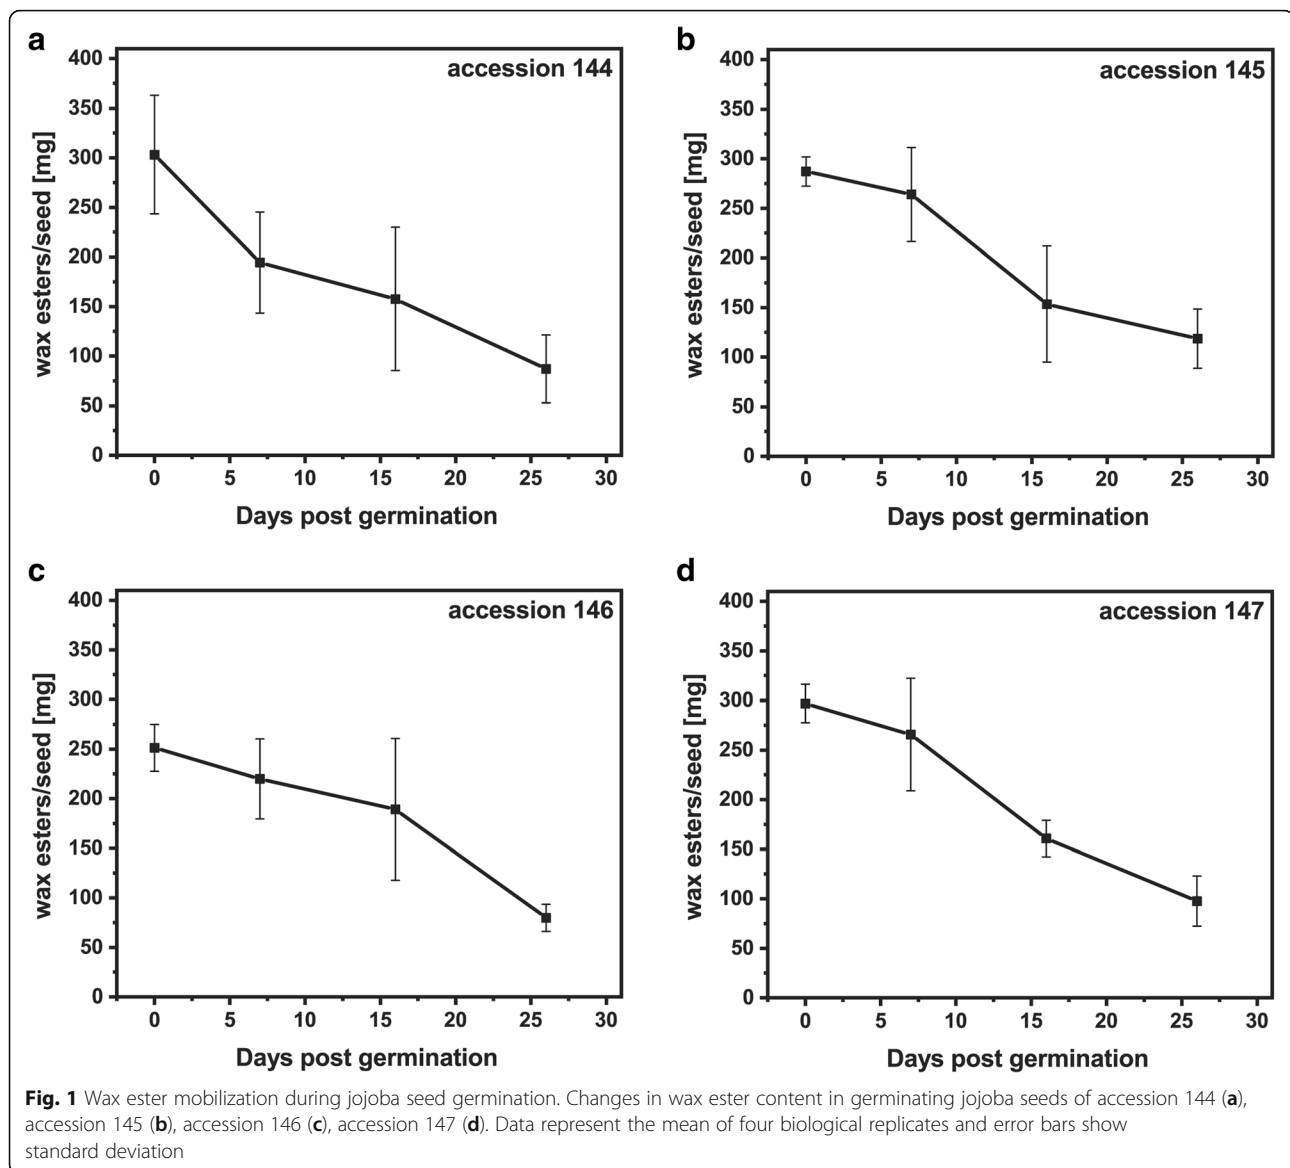 a
accession 144
400
350
300
250
200
150
100
50
0
wax esters/seed [mg]
0 5 10 15 20 25 30
Days post germination
b
accession 145
400
350
300
250
200
150
100
50
0
wax esters/seed [mg]
0 5 10 15 20 25 30
Days post germination
c
accession 146
400
350
300
250
200
150
100
50
0
wax esters/seed [mg]
0 5 10 15 20 25 30
Days post germination
d
accession 147
400
350
300
250
200
150
100
50
0
wax esters/seed [mg]
0 5 10 15 20 25 30
Days post germination
Fig. 1 Wax ester mobilization during jojoba seed germination. Changes in wax ester content in germinating jojoba seeds of accession 144 (a),
accession 145 (b), accession 146 (c), accession 147 (d). Data represent the mean of four biological replicates and error bars show
standard deviation